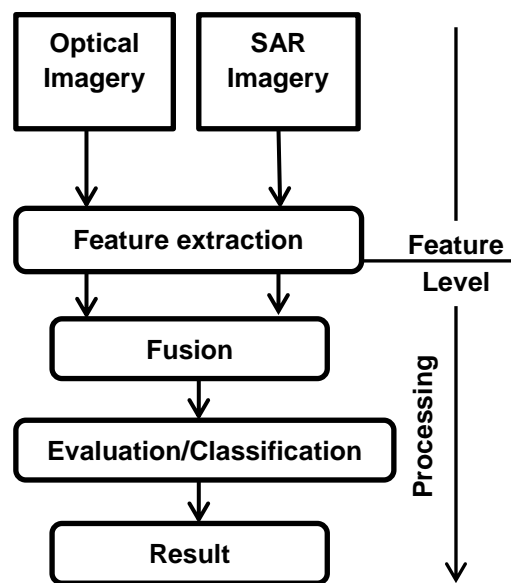 Optical
Imagery
SAR
Imagery
Feature extraction
Feature
Level
Fusion
Evaluation/Classification
Processing
Result